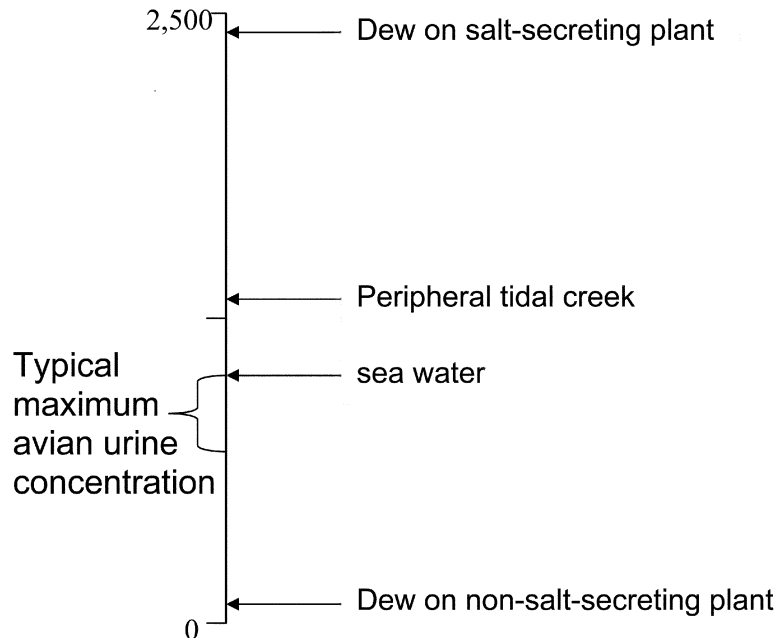 2,500
Dew on salt-secreting plant
Peripheral tidal creek
sea water
Typical
maximum
avian urine
concentration
Dew on non-salt-secreting plant
0